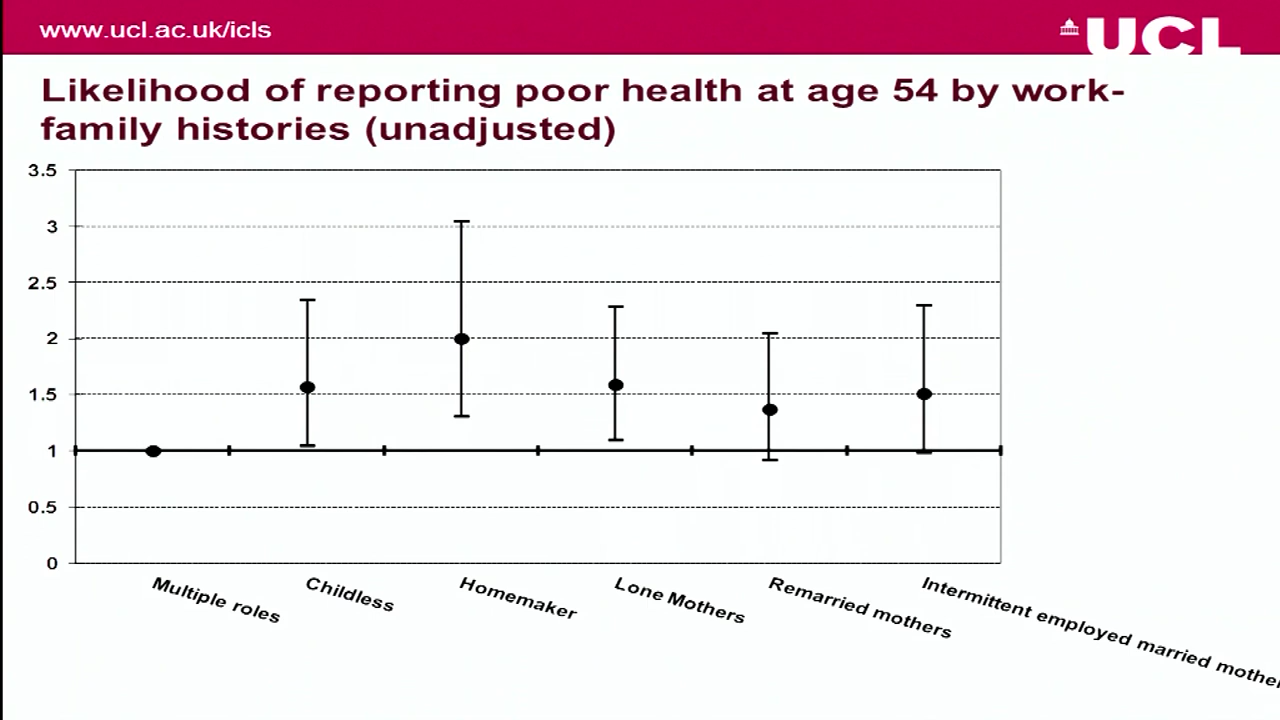 www.ucl.ac.uk/icls
UCL
Likelihood of reporting poor health at age 54 by work-
family histories (unadjusted)
3.5
3
2.5
2
1.5
1
0.5
0
Multiple roles
Childless
Homemaker
Lone Mothers
Remarried mothers
Intermittent employed married mother